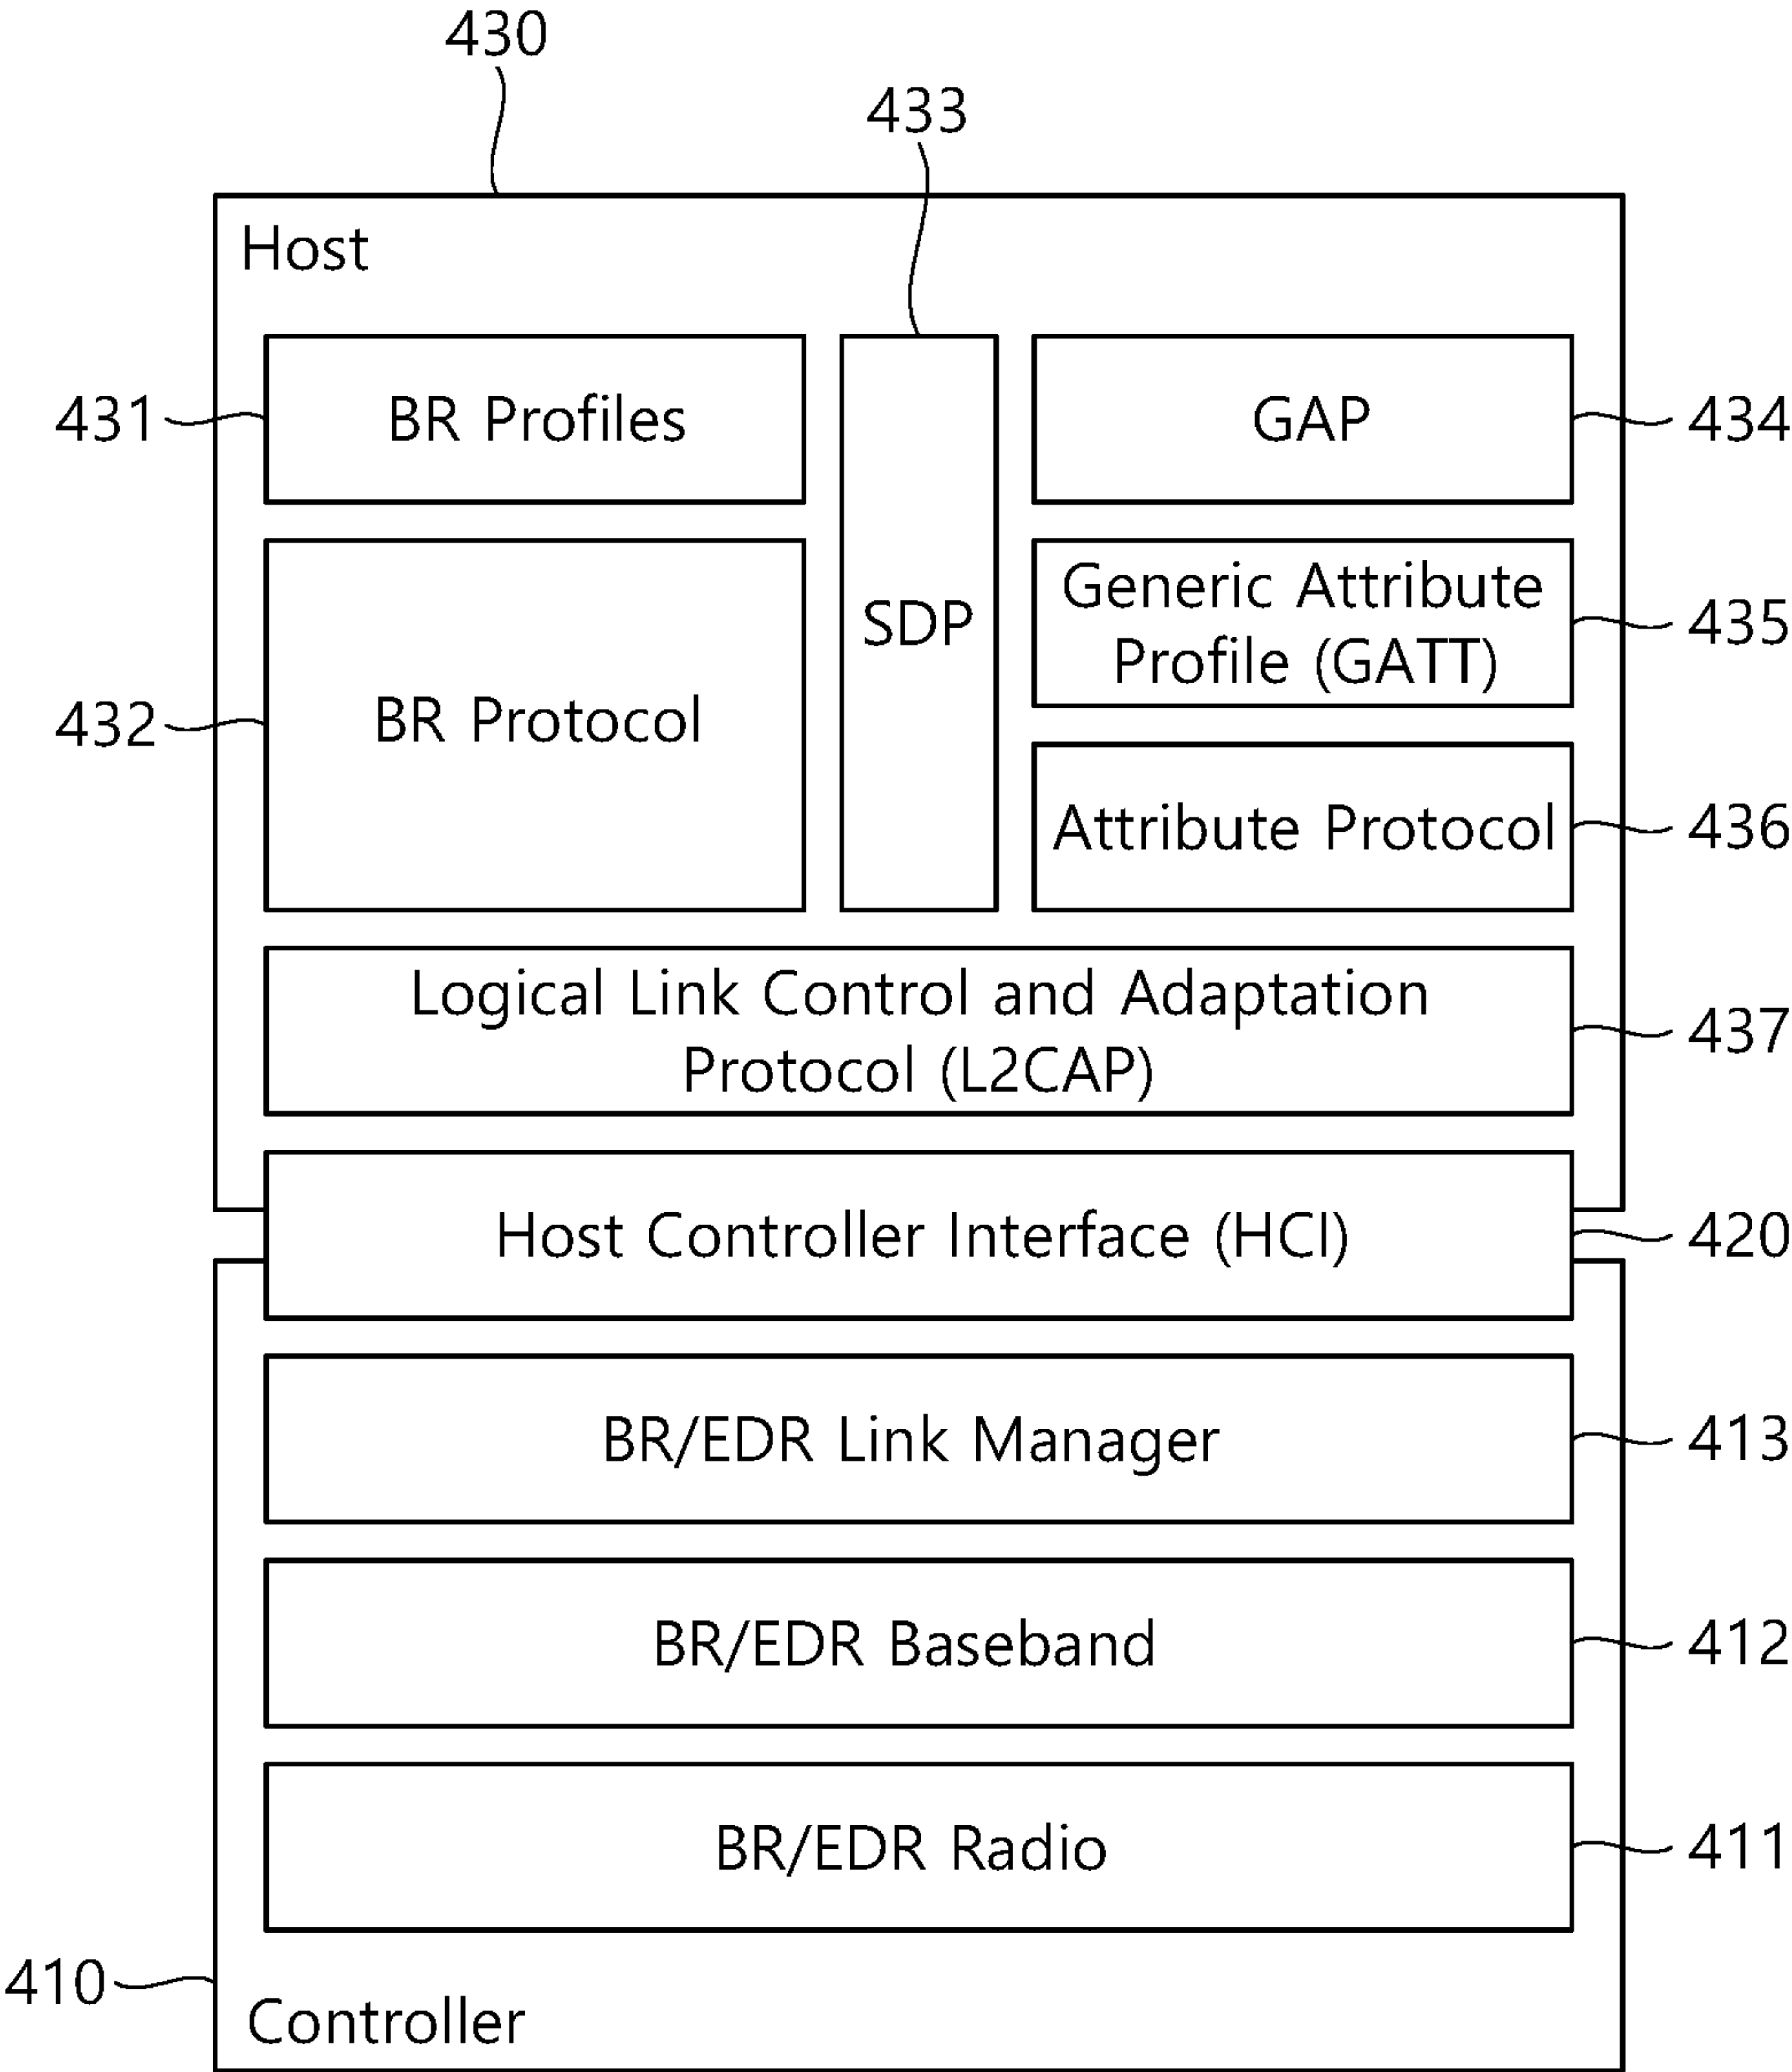 430
433
Host
431
BR Profiles
GAP
434
Generic Attribute
Profile (GATT)
435
SDP
432
BR Protocol
Attribute Protocol
436
Logical Link Control and Adaptation
Protocol (L2CAP)
437
Host Controller Interface (HCI)
420
BR/EDR Link Manager
413
BR/EDR Baseband
412
BR/EDR Radio
411
410
Controller